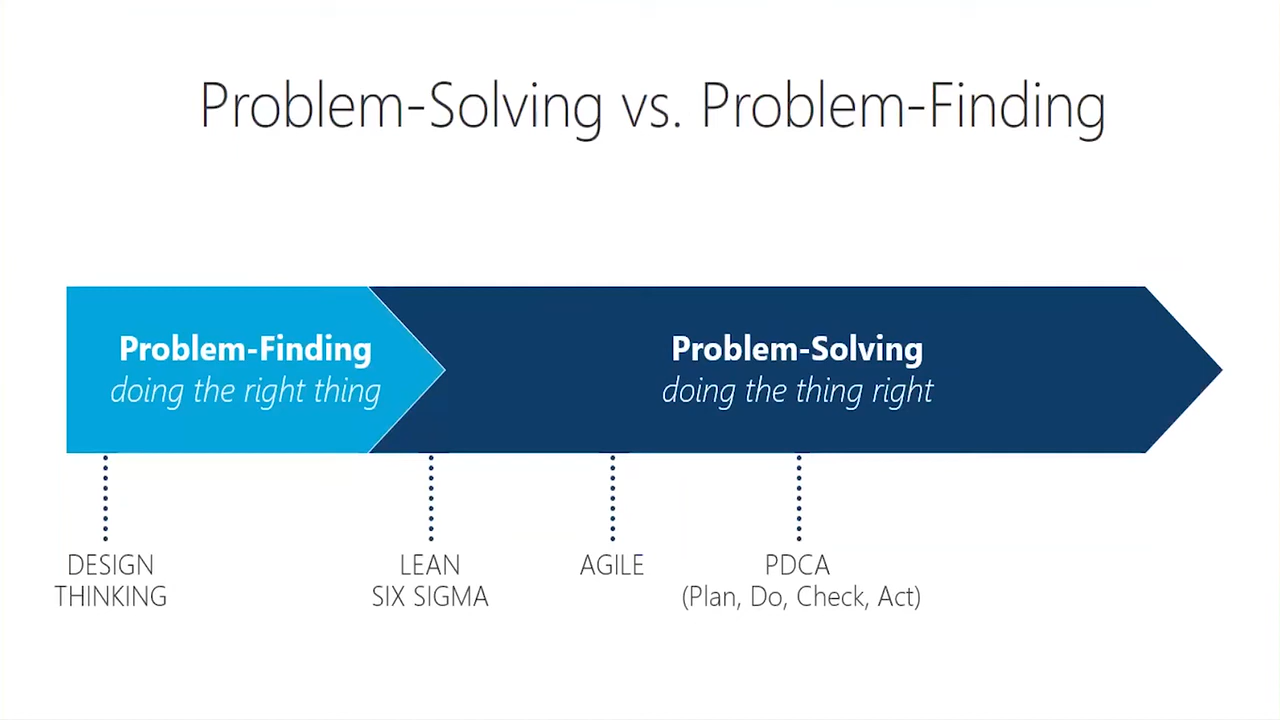 Problem-Solving vs. Problem-Finding
Problem-Finding
doing the right thing
Problem-Solving
doing the thing right
DESIGN
THINKING
LEAN
SIX SIGMA
AGILE
PDCA
(Plan, Do, Check, Act)